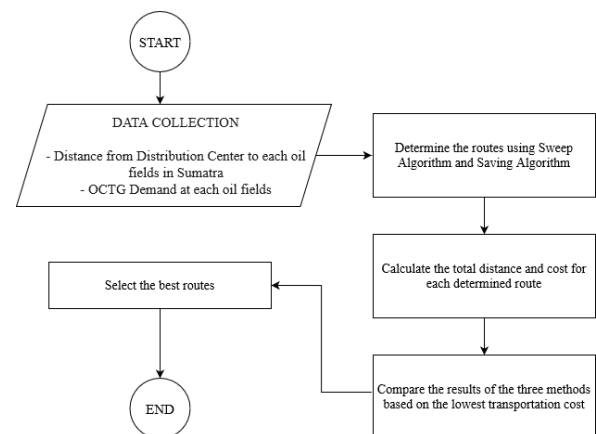 START
DATA COLLECTION
- Distance from Distribution Center to each oil
fields in Sumatra
- OCTG Demand at each oil fields
Determine the routes using Sweep
Algorithm and Saving Algorithm
Calculate the total distance and cost for
each determined route
Compare the results of the three methods
based on the lowest transportation cost
Select the best routes
END